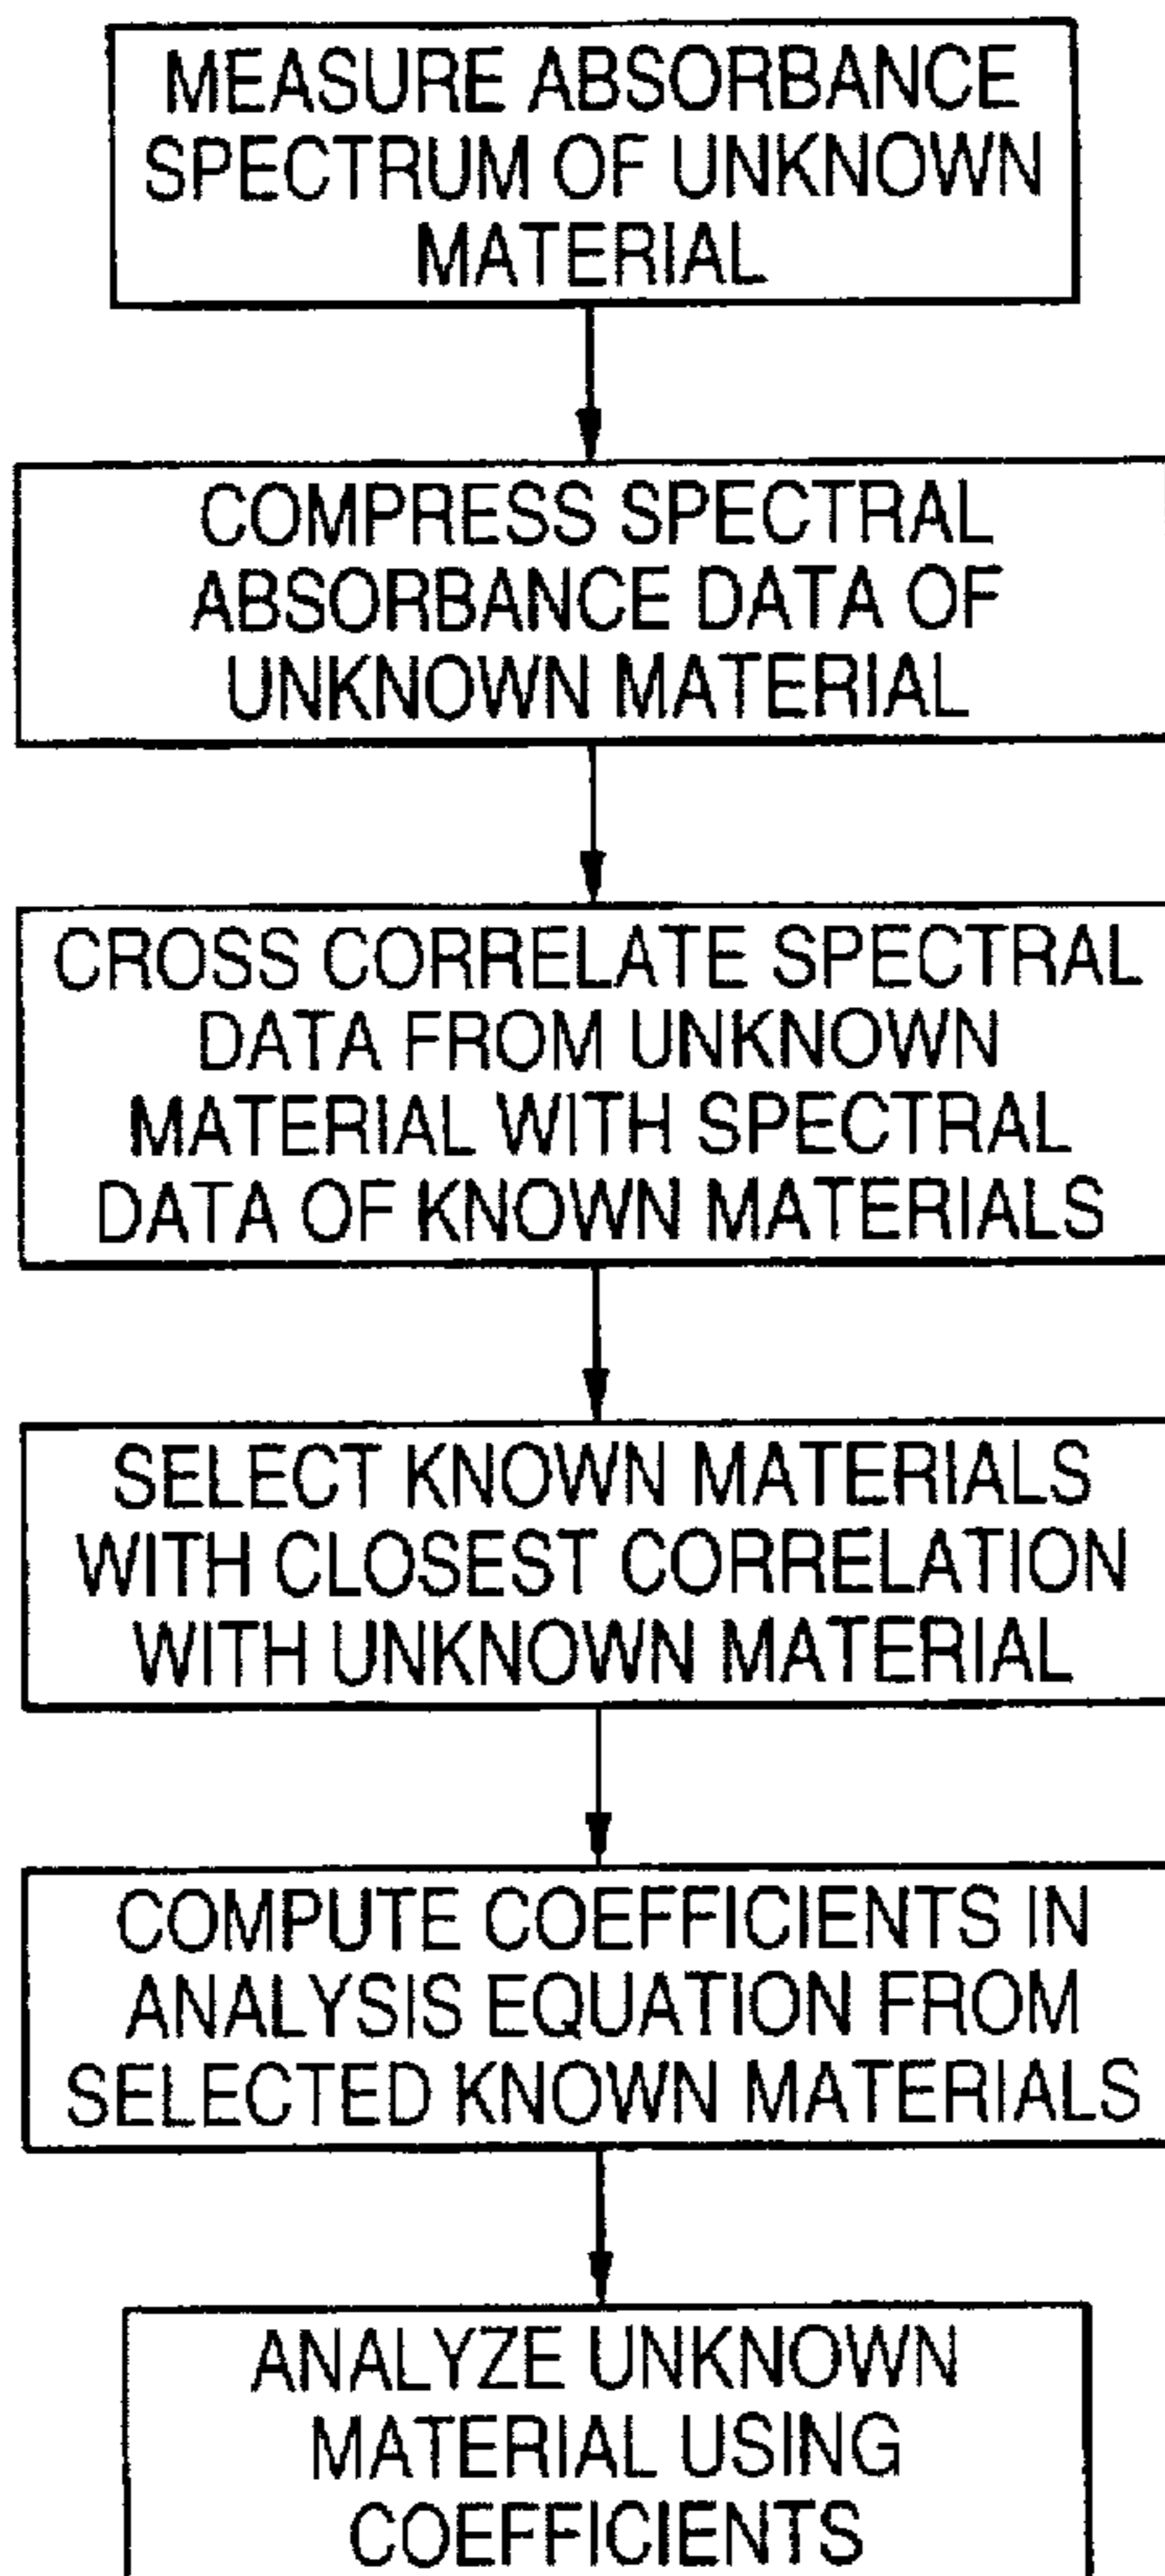 MEASURE ABSORBANCE
SPECTRUM OF UNKNOWN
MATERIAL
COMPRESS SPECTRAL
ABSORBANCE DATA OF
UNKNOWN MATERIAL
CROSS CORRELATE SPECTRAL
DATA FROM UNKNOWN
MATERIAL WITH SPECTRAL
DATA OF KNOWN MATERIALS
SELECT KNOWN MATERIALS
WITH CLOSEST CORRELATION
WITH UNKNOWN MATERIAL
COMPUTE COEFFICIENTS IN
ANALYSIS EQUATION FROM
SELECTED KNOWN MATERIALS
ANALYZE UNKNOWN
MATERIAL USING
COEFFICIENTS